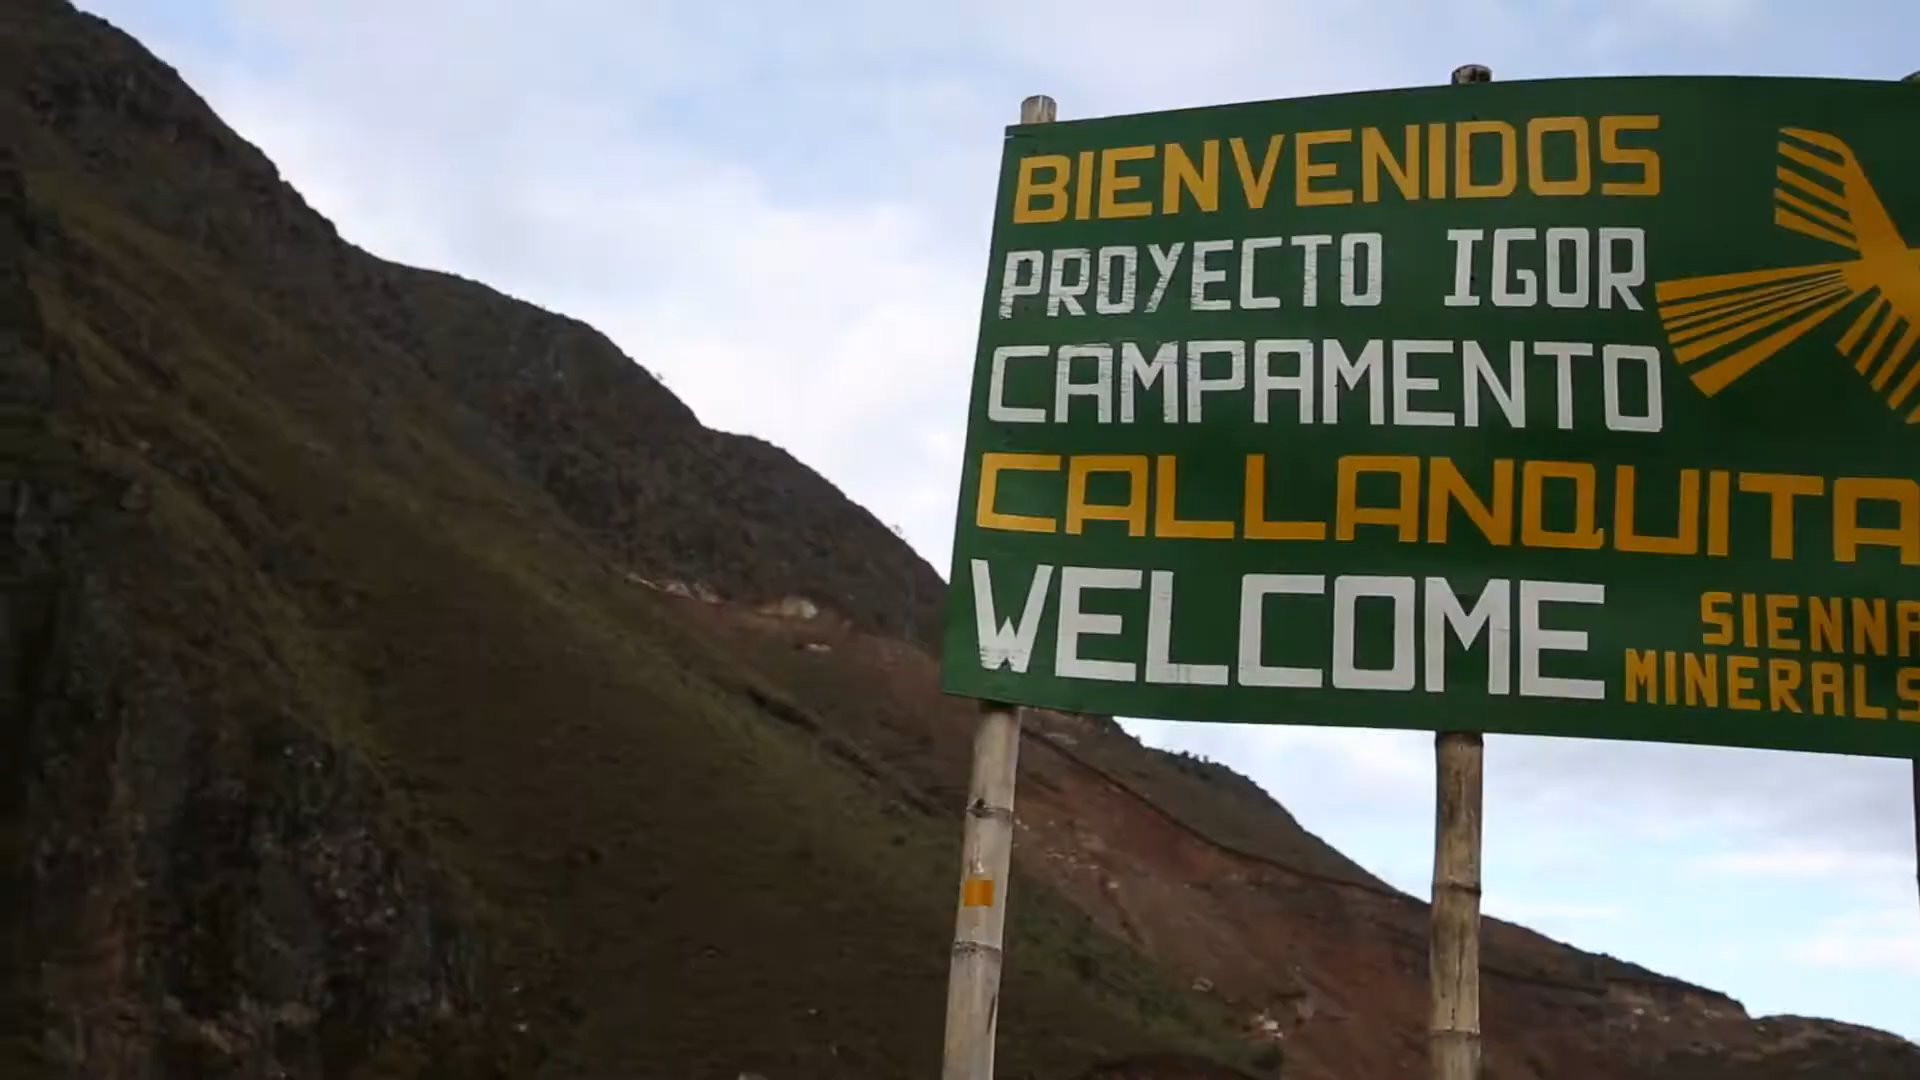 BIENVENIDOS
PROYECTO IGOR
CAMPAMENTO
CALLANQUITA
WELCOME
SIENNA
MINERALS